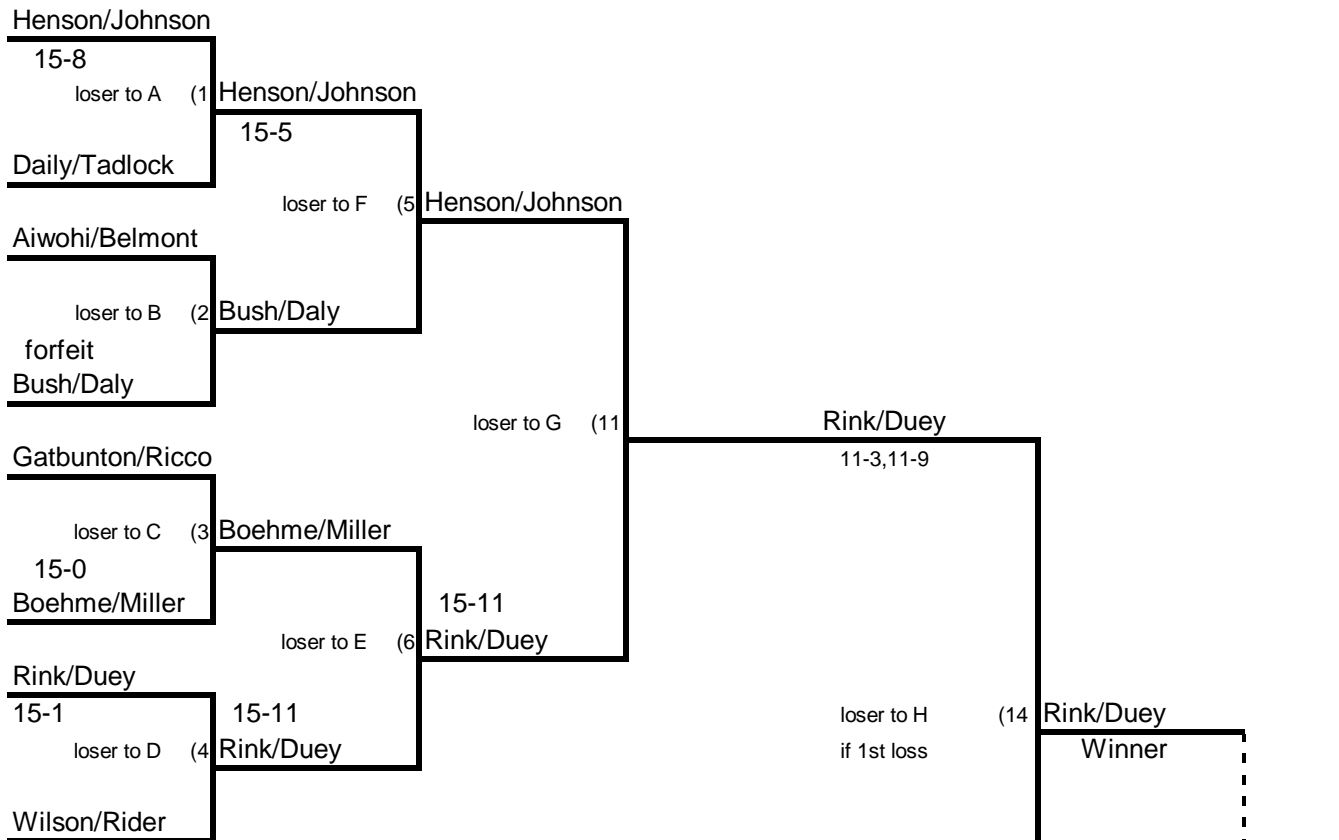 Henson/Johnson
15-8
loser to A (1 Henson/Johnson
15-5
Daily/Tadlock
loser to F (5 Henson/Johnson
Aiwohi/Belmont
loser to B (2 Bush/Daly
forfeit
Bush/Daly
loser to G (11 Rink/Duey
Gatbunton/Ricco 11-3,11-9
loser to C (3 Boehme/Miller
15-0
Boehme/Miller 15-11
loser to E (6 Rink/Duey
Rink/Duey
15-1 15-11 loser to H (14 Rink/Duey
loser to D (4 Rink/Duey if 1st loss Winner
Wilson/Rider